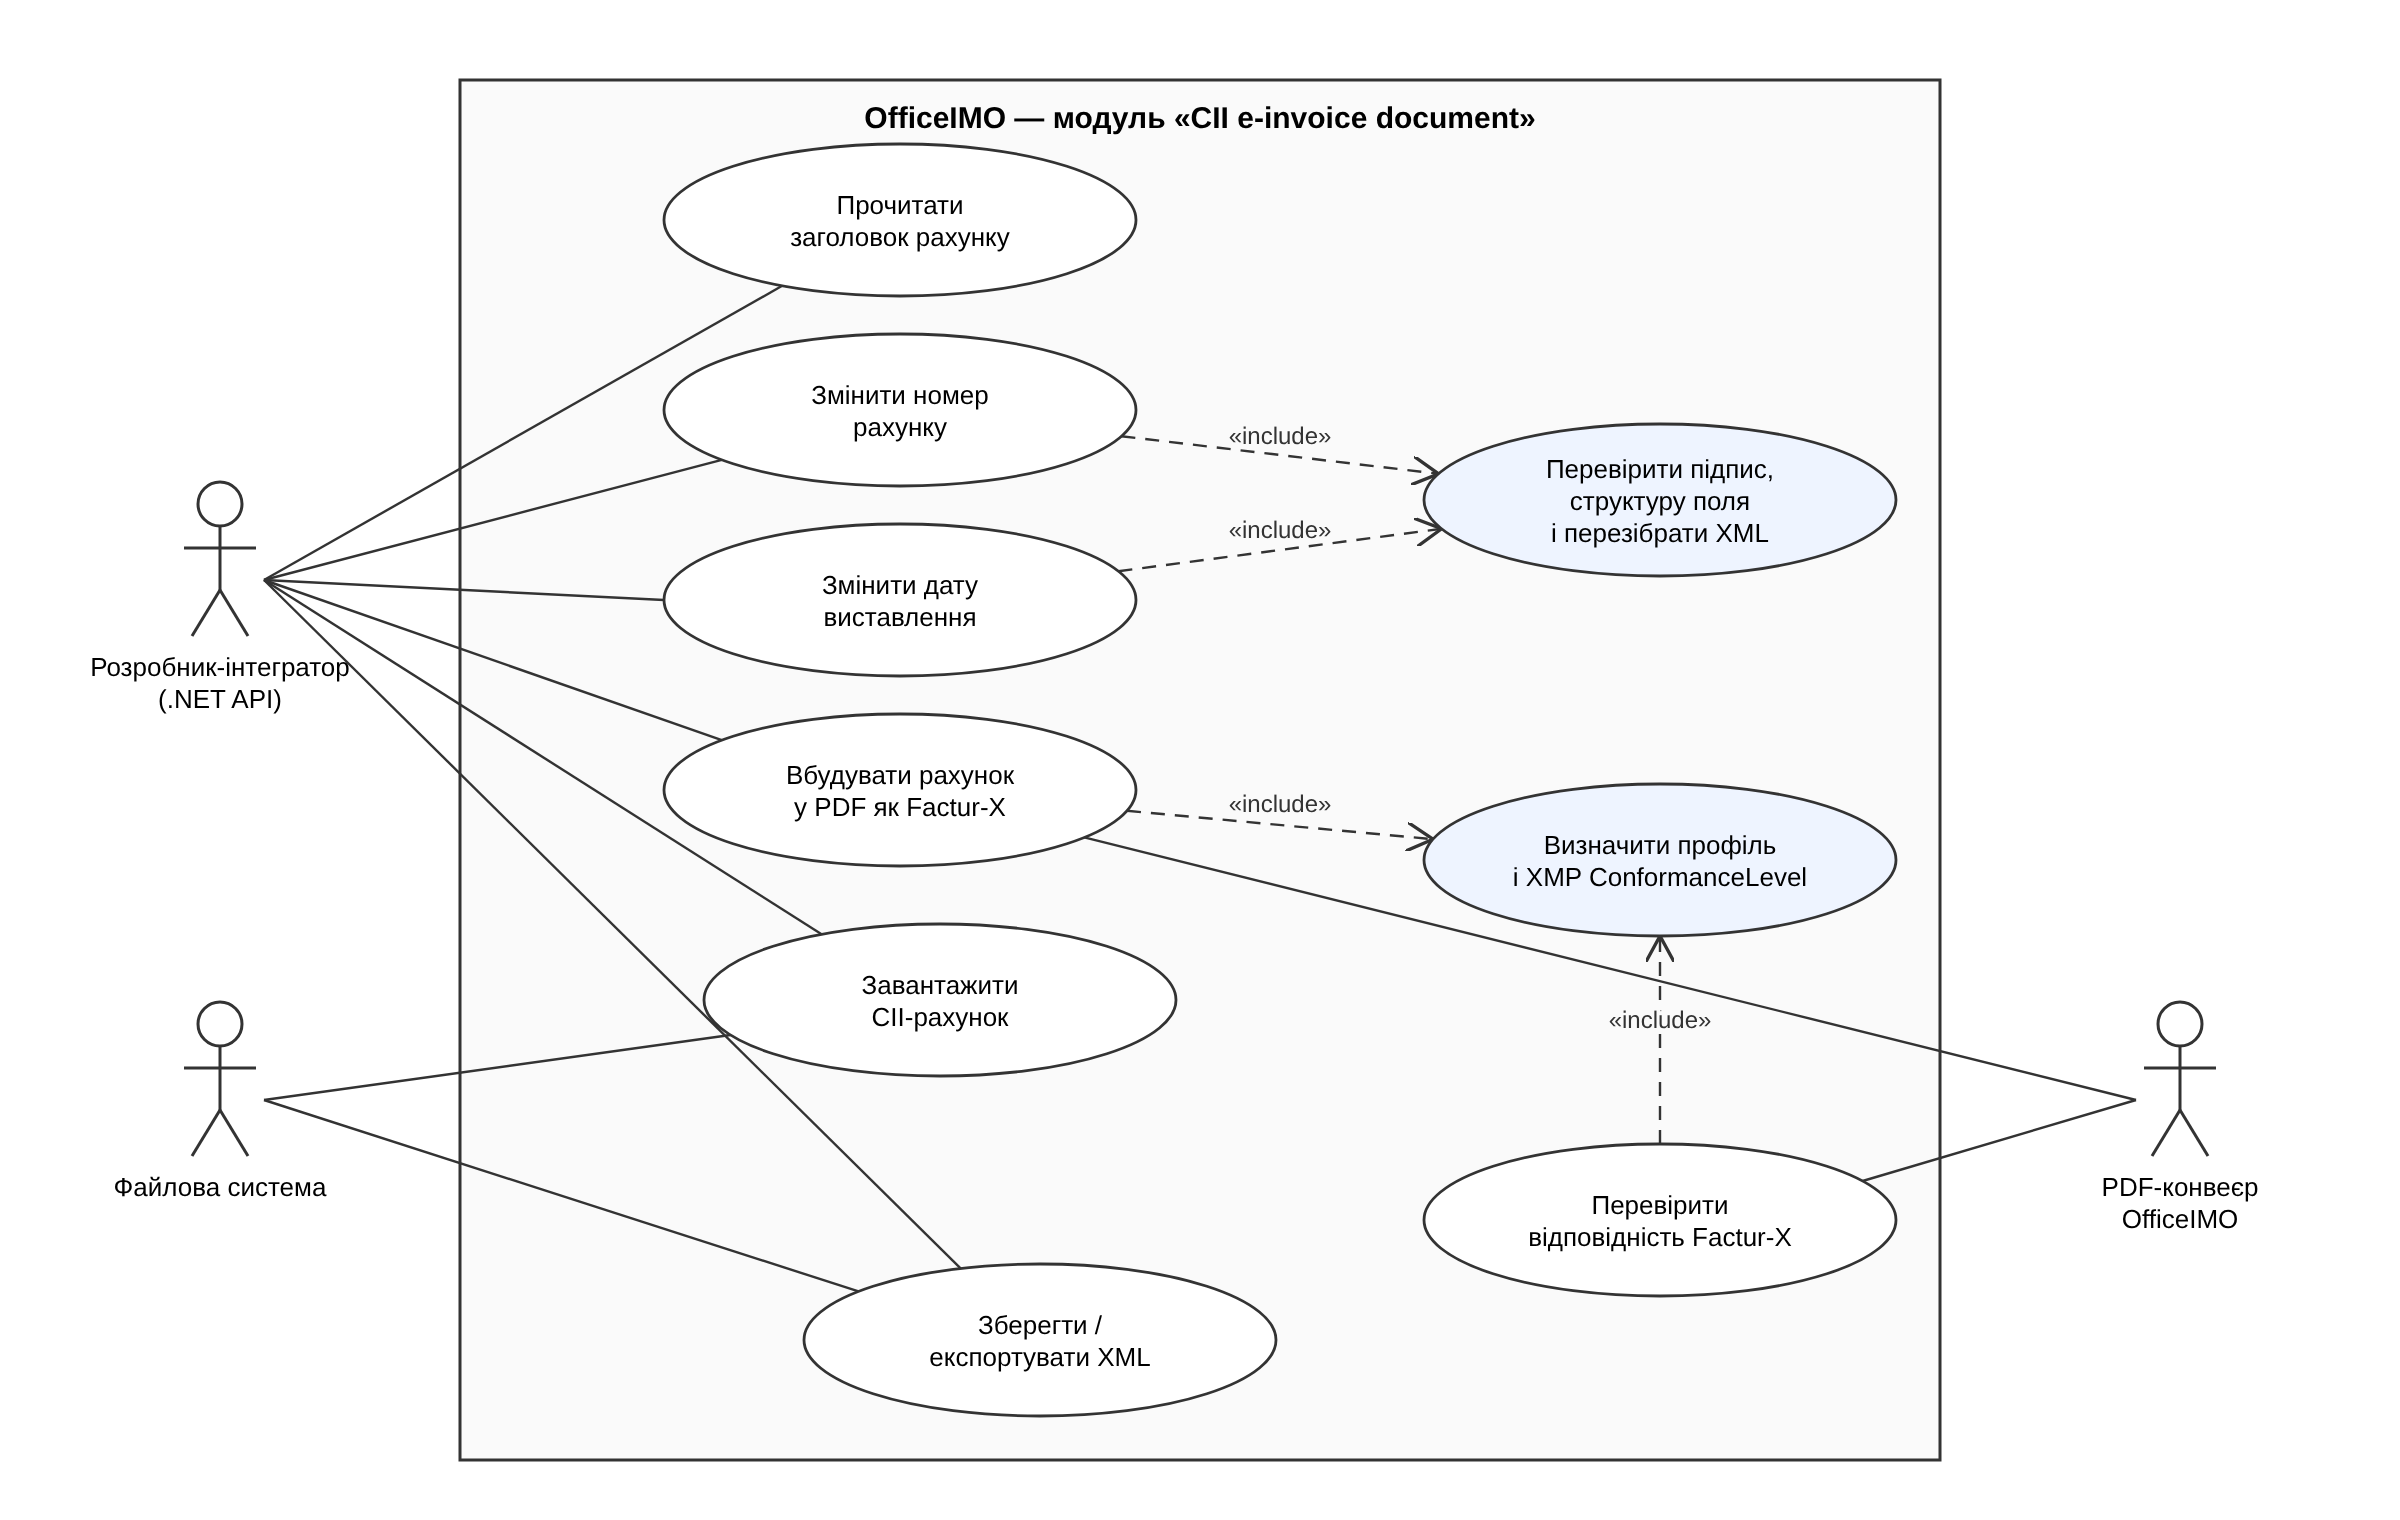 OfficeIMO — модуль «CII e-invoice document»
Прочитати
заголовок рахунку
Змінити номер
рахунку
«include»
Перевірити підпис,
структуру поля
і перезібрати XML
«include»
Змінити дату
виставлення
Розробник-інтегратор
(.NET API)
Вбудувати рахунок
у PDF як Factur-X
«include»
Визначити профіль
і XMP ConformanceLevel
Завантажити
CII-рахунок
«include»
Файлова система
PDF-конвеєр
OfficeIMO
Перевірити
відповідність Factur-X
Зберегти /
експортувати XML